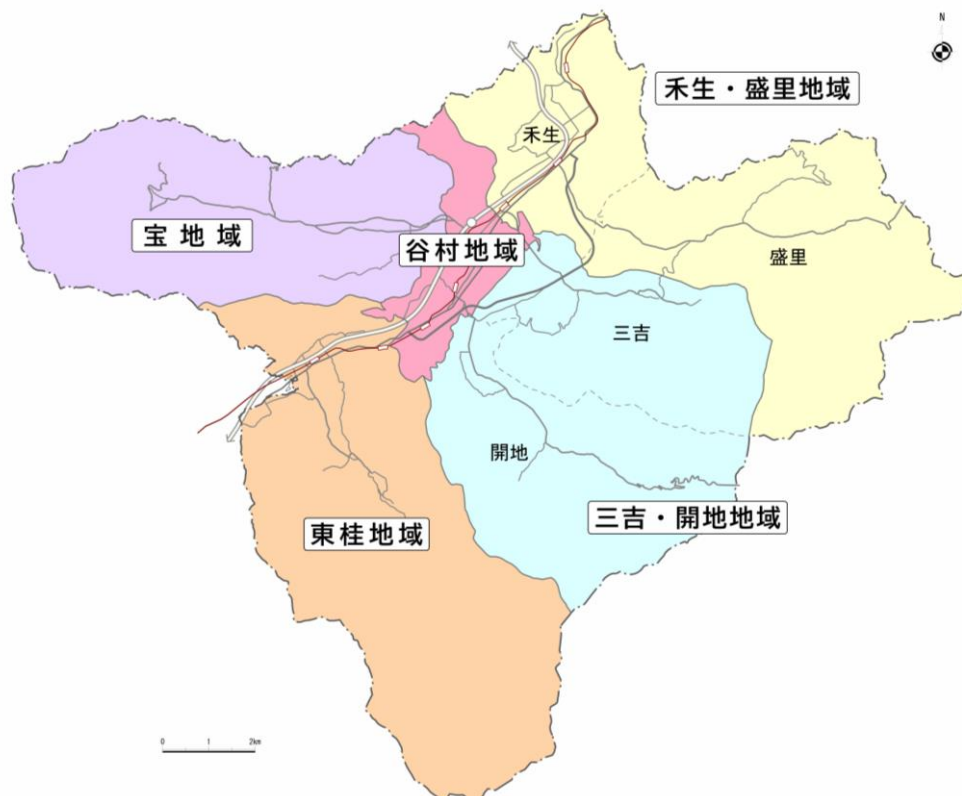 N
禾生・盛里地域
禾生
宝地域
谷村地域
盛里
三吉
開地
三吉・開地地域
東桂地域
0 1 2km